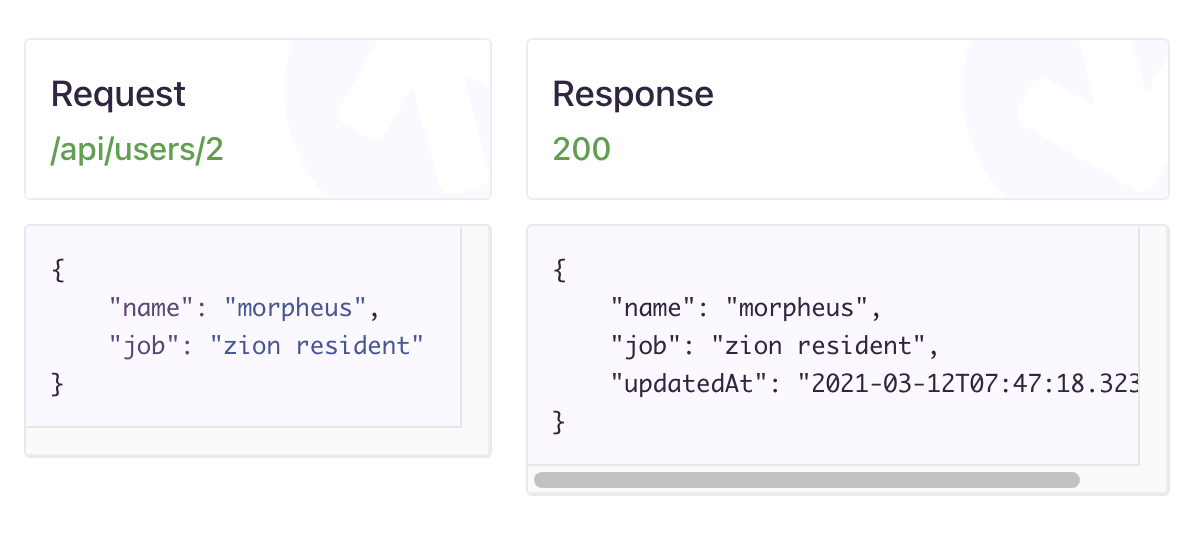 Request
/api/users/2
{
    "name": "morpheus",
    "job": "zion resident"
}
Response
200
{
    "name": "morpheus",
    "job": "zion resident",
    "updatedAt": "2021-03-12T07:47:18.323
}